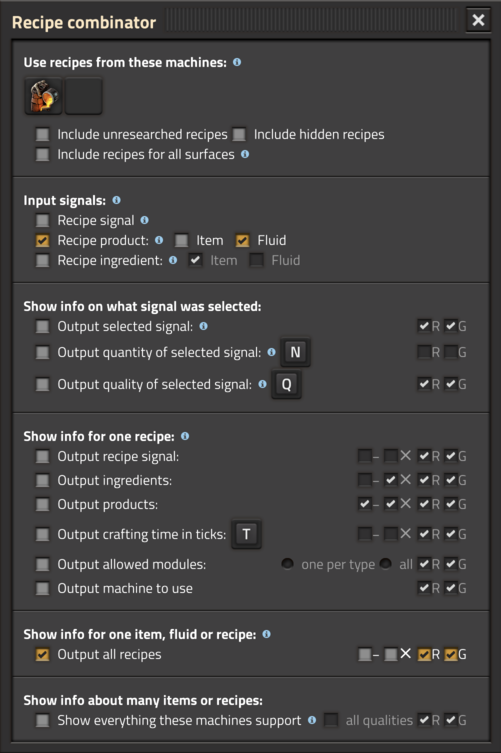 Recipe combinator
Use recipes from these machines:
Include unresearched recipes Include hidden recipes
Include recipes for all surfaces
Input signals:
Recipe signal
Recipe product: Item Fluid
Recipe ingredient: Item Fluid
Show info on what signal was selected:
Output selected signal: R G
Output quantity of selected signal: N R G
Output quality of selected signal: Q R G
Show info for one recipe:
Output recipe signal: – × R G
Output ingredients: – × R G
Output products: – × R G
Output crafting time in ticks: T – × R G
Output allowed modules: one per type all R G
Output machine to use R G
Show info for one item, fluid or recipe:
Output all recipes – × R G
Show info about many items or recipes:
Show everything these machines support all qualities R G